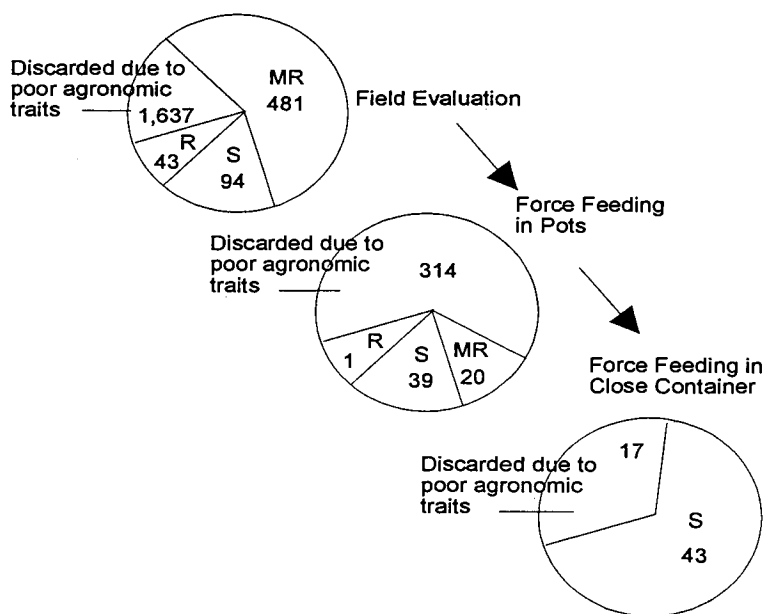 Discarded due to
poor agronomic
traits
1,637
MR
481
R
43
S
94
Field Evaluation
Force Feeding
in Pots
Discarded due to
poor agronomic
traits
314
R
1
S
39
MR
20
Force Feeding in
Close Container
Discarded due to
poor agronomic
traits
17
S
43